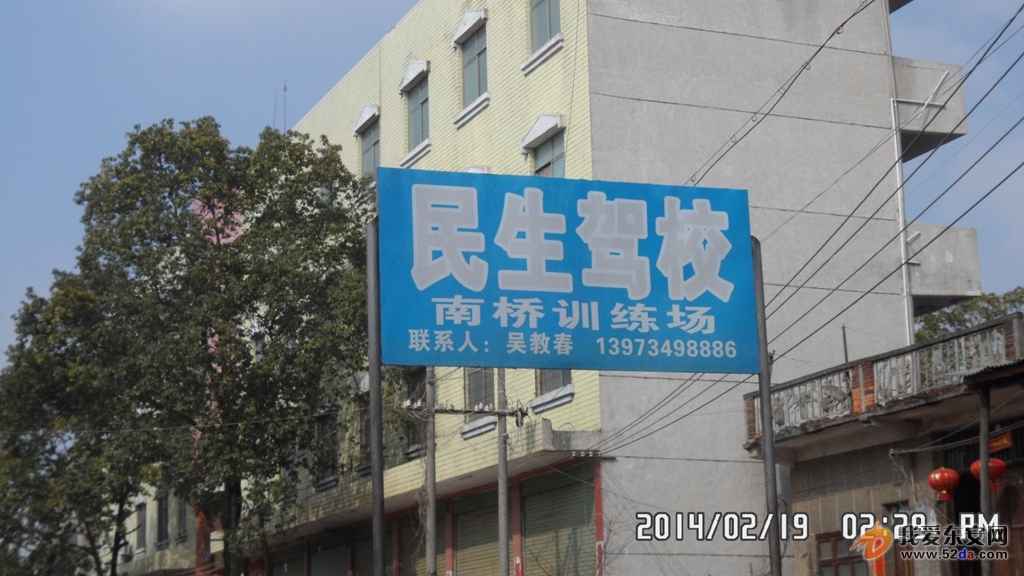 民生驾校
南桥训练场
联系人：吴教春 13973498886
2014/02/19 02:28 PM
我爱东安网
www.52da.com